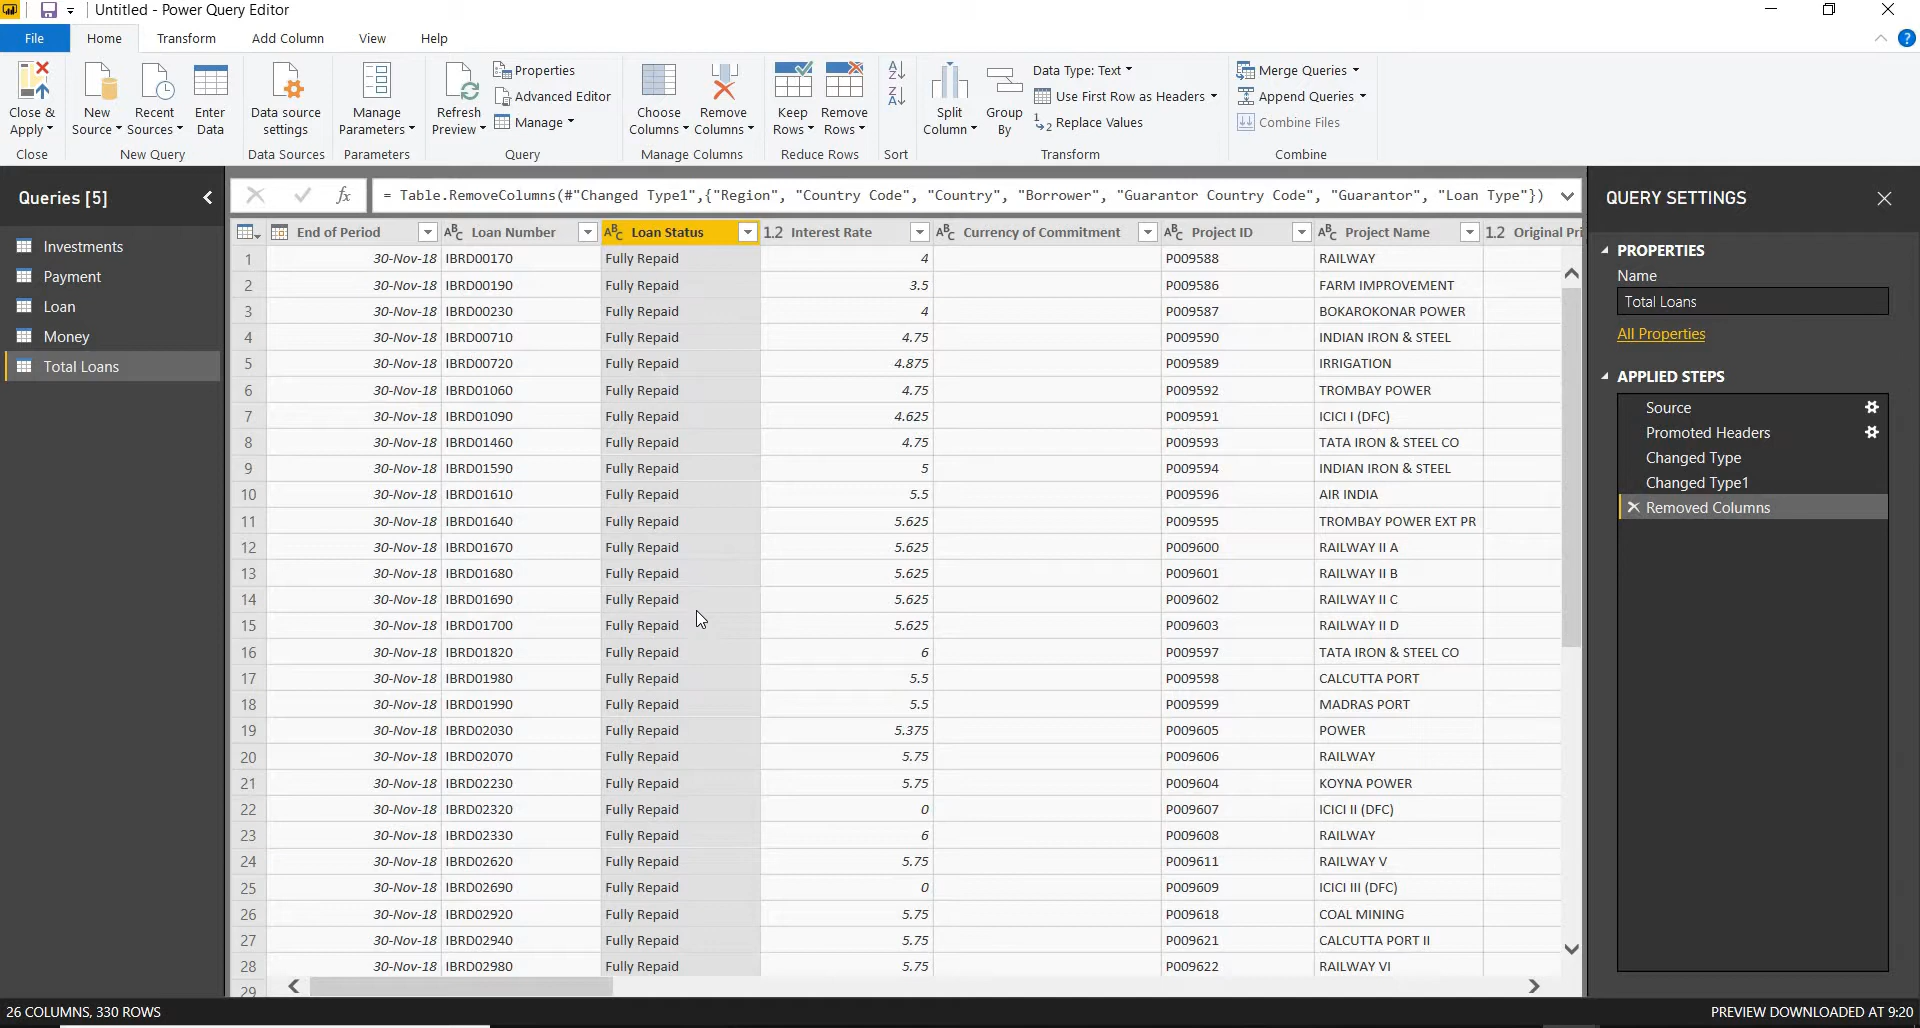 Untitled - Power Query Editor
File Home Transform Add Column View Help
Close & Apply
Close
New Source
Recent Sources
Enter Data
New Query
Data source settings
Data Sources
Manage Parameters
Parameters
Refresh Preview
Properties
Advanced Editor
Manage
Query
Choose Columns
Remove Columns
Manage Columns
Keep Rows
Remove Rows
Reduce Rows
Sort
Split Column
Group By
Data Type: Text
Use First Row as Headers
Replace Values
Transform
Merge Queries
Append Queries
Combine Files
Combine
Queries [5]
Investments
Payment
Loan
Money
Total Loans
= Table.RemoveColumns(#"Changed Type1",{"Region", "Country Code", "Country", "Borrower", "Guarantor Country Code", "Guarantor", "Loan Type"})
End of Period ABC Loan Number ABC Loan Status 1.2 Interest Rate ABC Currency of Commitment ABC Project ID ABC Project Name 1.2 Original Pri
1 30-Nov-18 IBRD00170 Fully Repaid 4 P009588 RAILWAY
2 30-Nov-18 IBRD00190 Fully Repaid 3.5 P009586 FARM IMPROVEMENT
3 30-Nov-18 IBRD00230 Fully Repaid 4 P009587 BOKAROKONAR POWER
4 30-Nov-18 IBRD00710 Fully Repaid 4.75 P009590 INDIAN IRON & STEEL
5 30-Nov-18 IBRD00720 Fully Repaid 4.875 P009589 IRRIGATION
6 30-Nov-18 IBRD01060 Fully Repaid 4.75 P009592 TROMBAY POWER
7 30-Nov-18 IBRD01090 Fully Repaid 4.625 P009591 ICICI I (DFC)
8 30-Nov-18 IBRD01460 Fully Repaid 4.75 P009593 TATA IRON & STEEL CO
9 30-Nov-18 IBRD01590 Fully Repaid 5 P009594 INDIAN IRON & STEEL
10 30-Nov-18 IBRD01610 Fully Repaid 5.5 P009596 AIR INDIA
11 30-Nov-18 IBRD01640 Fully Repaid 5.625 P009595 TROMBAY POWER EXT PR
12 30-Nov-18 IBRD01670 Fully Repaid 5.625 P009600 RAILWAY II A
13 30-Nov-18 IBRD01680 Fully Repaid 5.625 P009601 RAILWAY II B
14 30-Nov-18 IBRD01690 Fully Repaid 5.625 P009602 RAILWAY II C
15 30-Nov-18 IBRD01700 Fully Repaid 5.625 P009603 RAILWAY II D
16 30-Nov-18 IBRD01820 Fully Repaid 6 P009597 TATA IRON & STEEL CO
17 30-Nov-18 IBRD01980 Fully Repaid 5.5 P009598 CALCUTTA PORT
18 30-Nov-18 IBRD01990 Fully Repaid 5.5 P009599 MADRAS PORT
19 30-Nov-18 IBRD02030 Fully Repaid 5.375 P009605 POWER
20 30-Nov-18 IBRD02070 Fully Repaid 5.75 P009606 RAILWAY
21 30-Nov-18 IBRD02230 Fully Repaid 5.75 P009604 KOYNA POWER
22 30-Nov-18 IBRD02320 Fully Repaid 0 P009607 ICICI II (DFC)
23 30-Nov-18 IBRD02330 Fully Repaid 6 P009608 RAILWAY
24 30-Nov-18 IBRD02620 Fully Repaid 5.75 P009611 RAILWAY V
25 30-Nov-18 IBRD02690 Fully Repaid 0 P009609 ICICI III (DFC)
26 30-Nov-18 IBRD02920 Fully Repaid 5.75 P009618 COAL MINING
27 30-Nov-18 IBRD02940 Fully Repaid 5.75 P009621 CALCUTTA PORT II
28 30-Nov-18 IBRD02980 Fully Repaid 5.75 P009622 RAILWAY VI
29
QUERY SETTINGS
PROPERTIES
Name
Total Loans
All Properties
APPLIED STEPS
Source
Promoted Headers
Changed Type
Changed Type1
Removed Columns
26 COLUMNS, 330 ROWS
PREVIEW DOWNLOADED AT 9:20